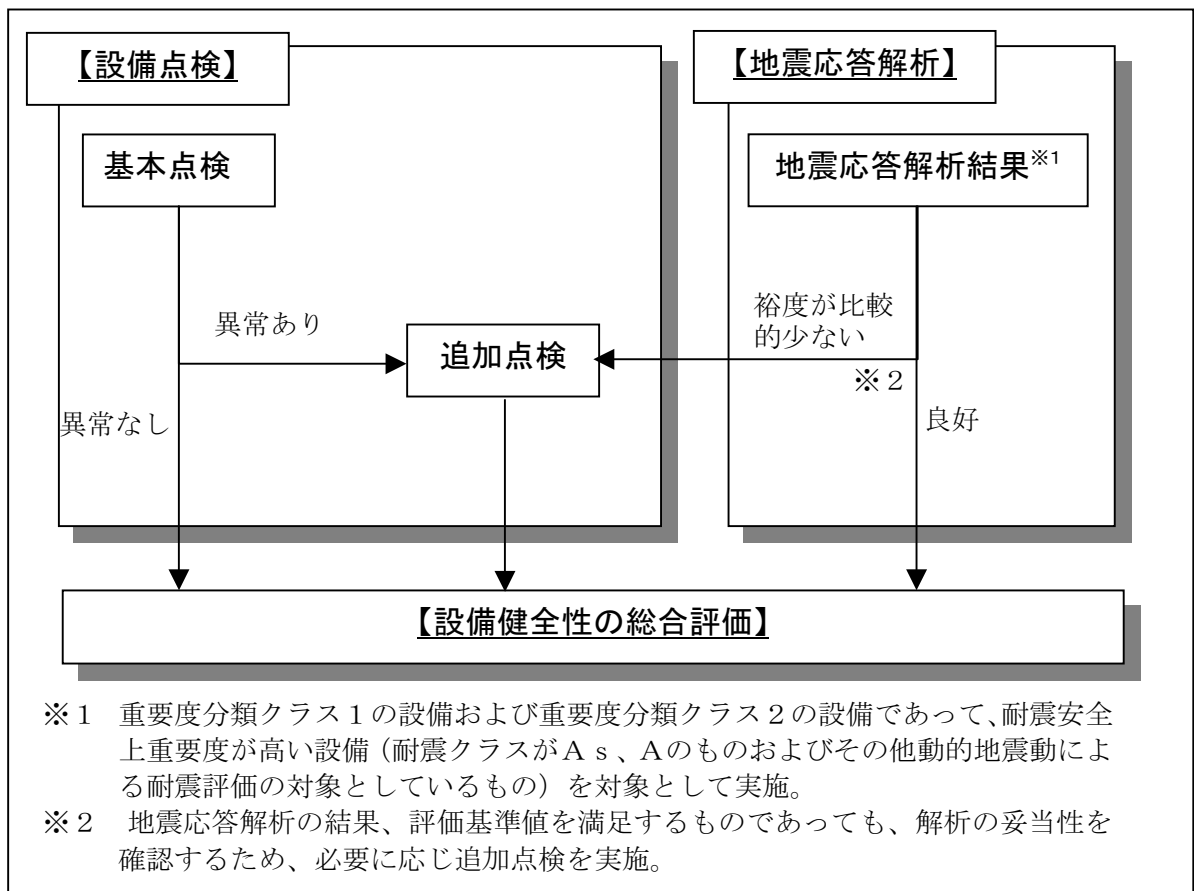 【設備点検】
【地震応答解析】
基本点検
地震応答解析結果※1
異常あり
追加点検
裕度が比較
的少ない
※２
異常なし
良好
【設備健全性の総合評価】
※１　重要度分類クラス１の設備および重要度分類クラス２の設備であって、耐震安全
上重要度が高い設備（耐震クラスがＡｓ、Ａのものおよびその他動的地震動によ
る耐震評価の対象としているもの）を対象として実施。
※２　地震応答解析の結果、評価基準値を満足するものであっても、解析の妥当性を
確認するため、必要に応じ追加点検を実施。